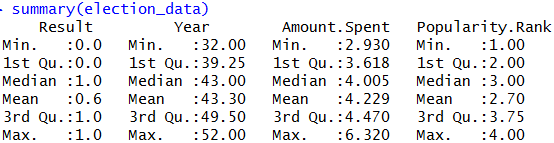 > summary(election_data)
Result Year Amount.Spent Popularity.Rank
Min. :0.0 Min. :32.00 Min. :2.930 Min. :1.00
1st Qu.:0.0 1st Qu.:39.25 1st Qu.:3.618 1st Qu.:2.00
Median :1.0 Median :43.00 Median :4.005 Median :3.00
Mean :0.6 Mean :43.30 Mean :4.229 Mean :2.70
3rd Qu.:1.0 3rd Qu.:49.50 3rd Qu.:4.470 3rd Qu.:3.75
Max. :1.0 Max. :52.00 Max. :6.320 Max. :4.00